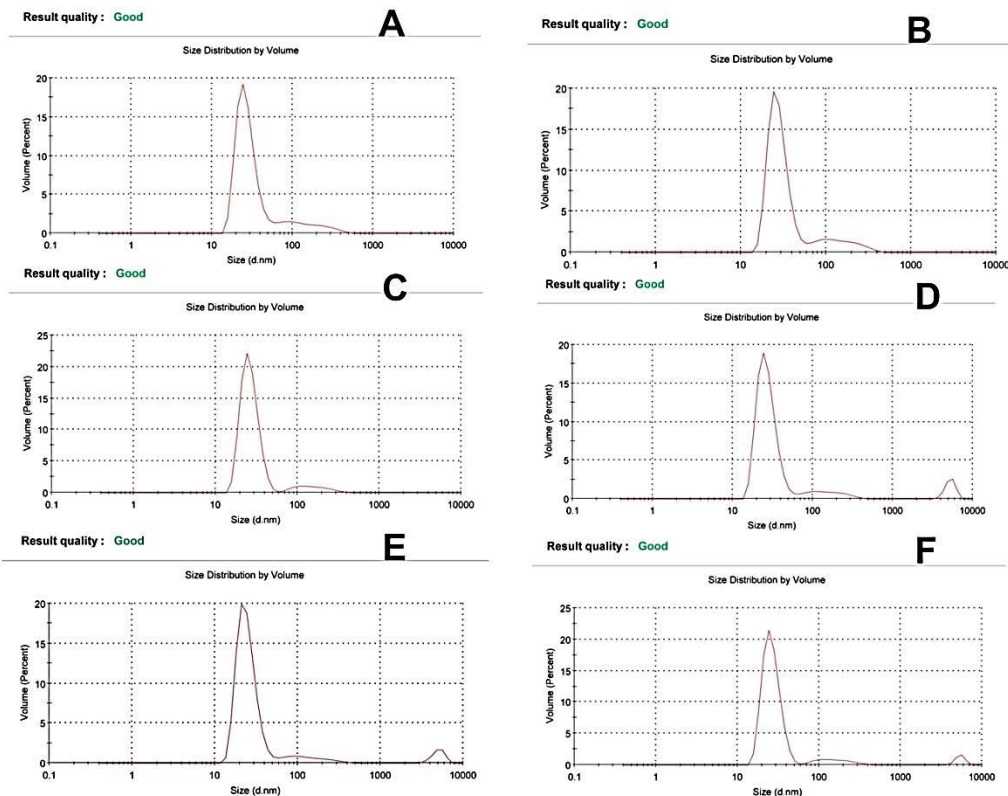 Result quality : Good
A
Size Distribution by Volume
Volume (Percent)
20
15
10
5
0
0.1 1 10 100 1000 10000
Size (d.nm)
Result quality : Good
B
Size Distribution by Volume
Volume (Percent)
20
15
10
5
0
0.1 1 10 100 1000 10000
Size (d.nm)
Result quality : Good
C
Size Distribution by Volume
Volume (Percent)
25
20
15
10
5
0
0.1 1 10 100 1000 10000
Size (d.nm)
Result quality : Good
D
Size Distribution by Volume
Volume (Percent)
20
15
10
5
0
0.1 1 10 100 1000 10000
Size (d.nm)
Result quality : Good
E
Size Distribution by Volume
Volume (Percent)
20
15
10
5
0
0.1 1 10 100 1000 10000
Size (d.nm)
Result quality : Good
F
Size Distribution by Volume
Volume (Percent)
25
20
15
10
5
0
0.1 1 10 100 1000 10000
Size (d.nm)